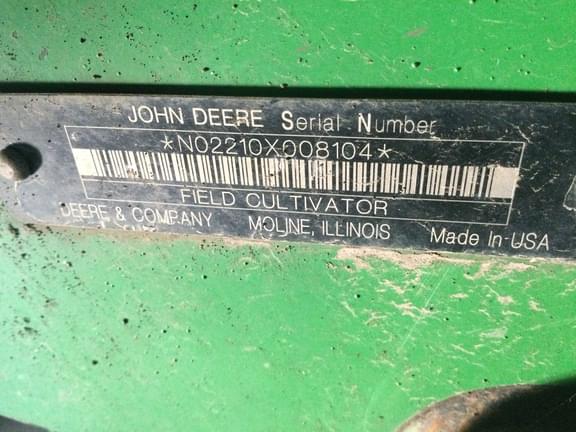 JOHN DEERE Serial Number
*N02210X008104*
FIELD CULTIVATOR
DEERE & COMPANY MOLINE, ILLINOIS Made In USA